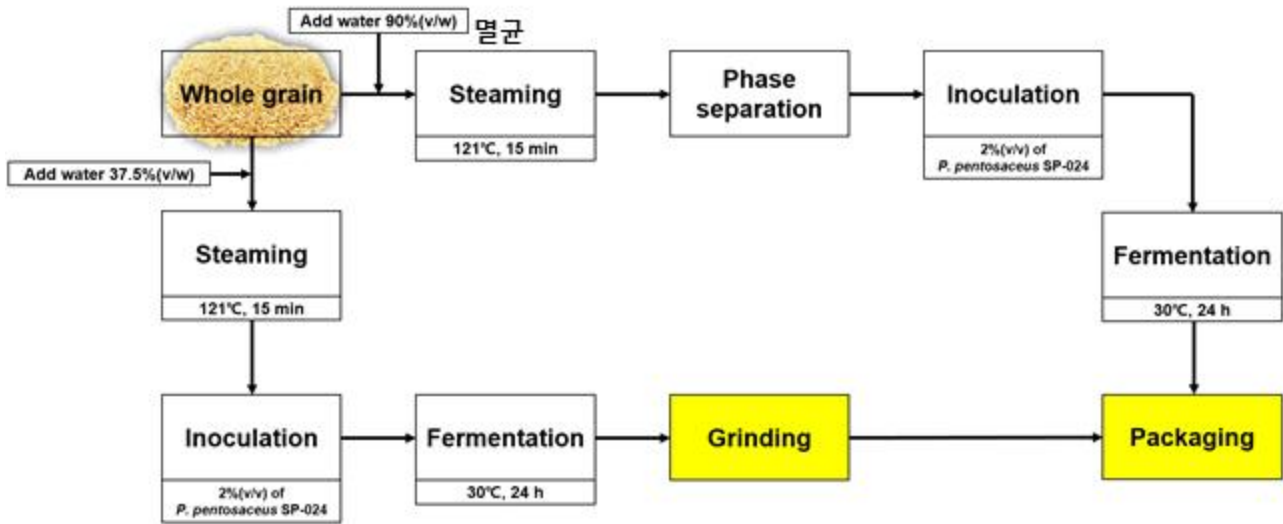 Add water 90%(v/w)
멸균
Whole grain
Steaming
121℃, 15 min
Phase
separation
Inoculation
2%(v/v) of
P. pentosaceus SP-024
Add water 37.5%(v/w)
Steaming
121℃, 15 min
Fermentation
30℃, 24 h
Inoculation
2%(v/v) of
P. pentosaceus SP-024
Fermentation
30℃, 24 h
Grinding
Packaging